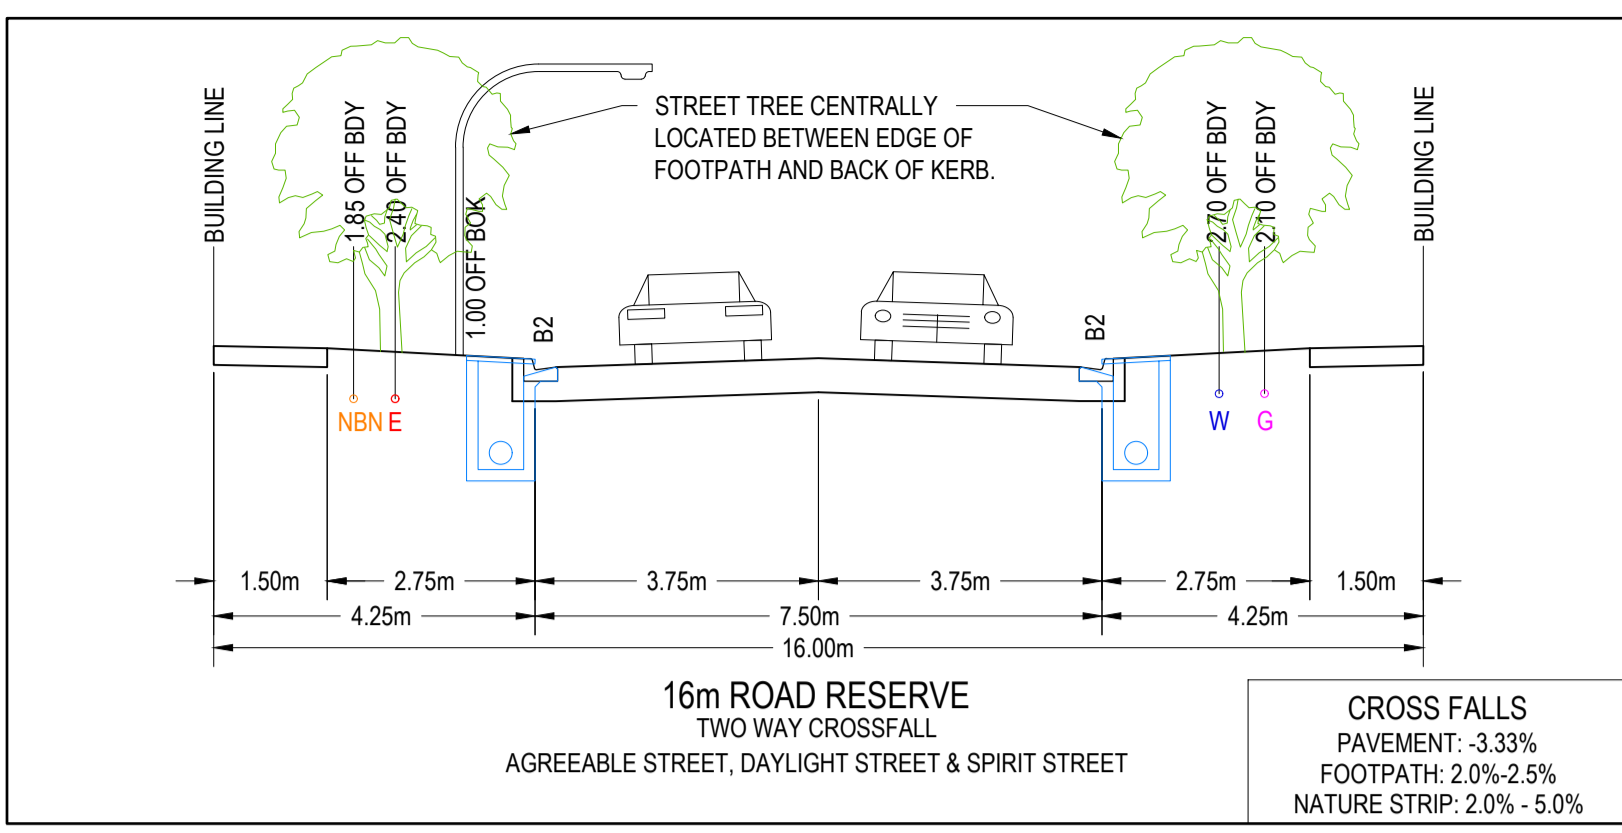 STREET TREE CENTRALLY
LOCATED BETWEEN EDGE OF
FOOTPATH AND BACK OF KERB.
BUILDING LINE
1.85 OFF BDY
2.40 OFF BDY
1.00 OFF BOK
B2
B2
2.70 OFF BDY
2.10 OFF BDY
BUILDING LINE
NBN E
W G
1.50m 2.75m 3.75m 3.75m 2.75m 1.50m
4.25m 7.50m 4.25m
16.00m
16m ROAD RESERVE
TWO WAY CROSSFALL
AGREEABLE STREET, DAYLIGHT STREET & SPIRIT STREET
CROSS FALLS
PAVEMENT: -3.33%
FOOTPATH: 2.0%-2.5%
NATURE STRIP: 2.0% - 5.0%